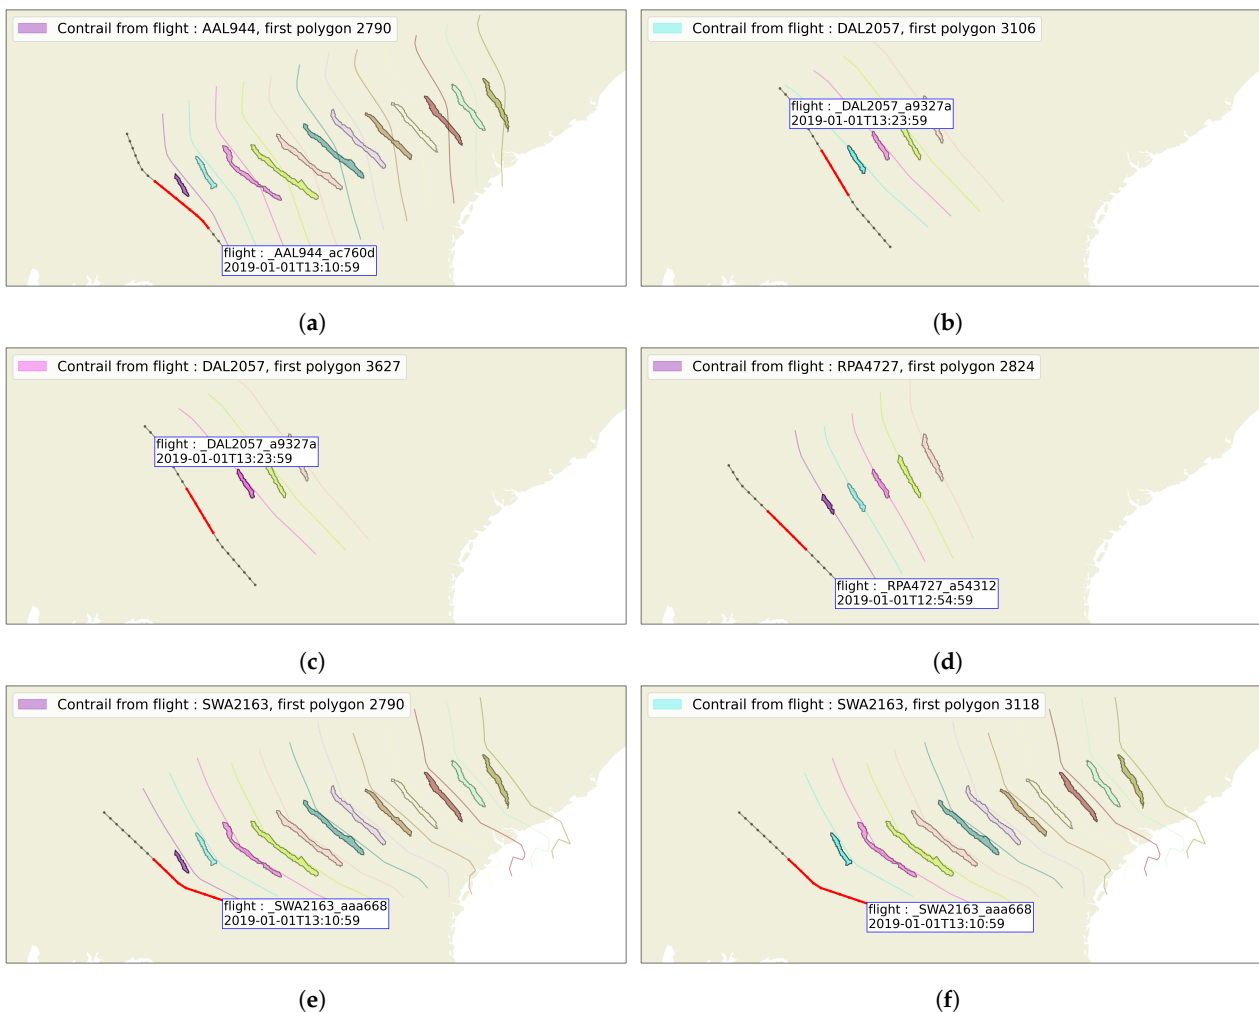 Contrail from flight : AAL944, first polygon 2790
flight : _AAL944_ac760d
2019-01-01T13:10:59
(a)
Contrail from flight : DAL2057, first polygon 3106
flight : _DAL2057_a9327a
2019-01-01T13:23:59
(b)
Contrail from flight : DAL2057, first polygon 3627
flight : _DAL2057_a9327a
2019-01-01T13:23:59
(c)
Contrail from flight : RPA4727, first polygon 2824
flight : _RPA4727_a54312
2019-01-01T12:54:59
(d)
Contrail from flight : SWA2163, first polygon 2790
flight : _SWA2163_aaa668
2019-01-01T13:10:59
(e)
Contrail from flight : SWA2163, first polygon 3118
flight : _SWA2163_aaa668
2019-01-01T13:10:59
(f)